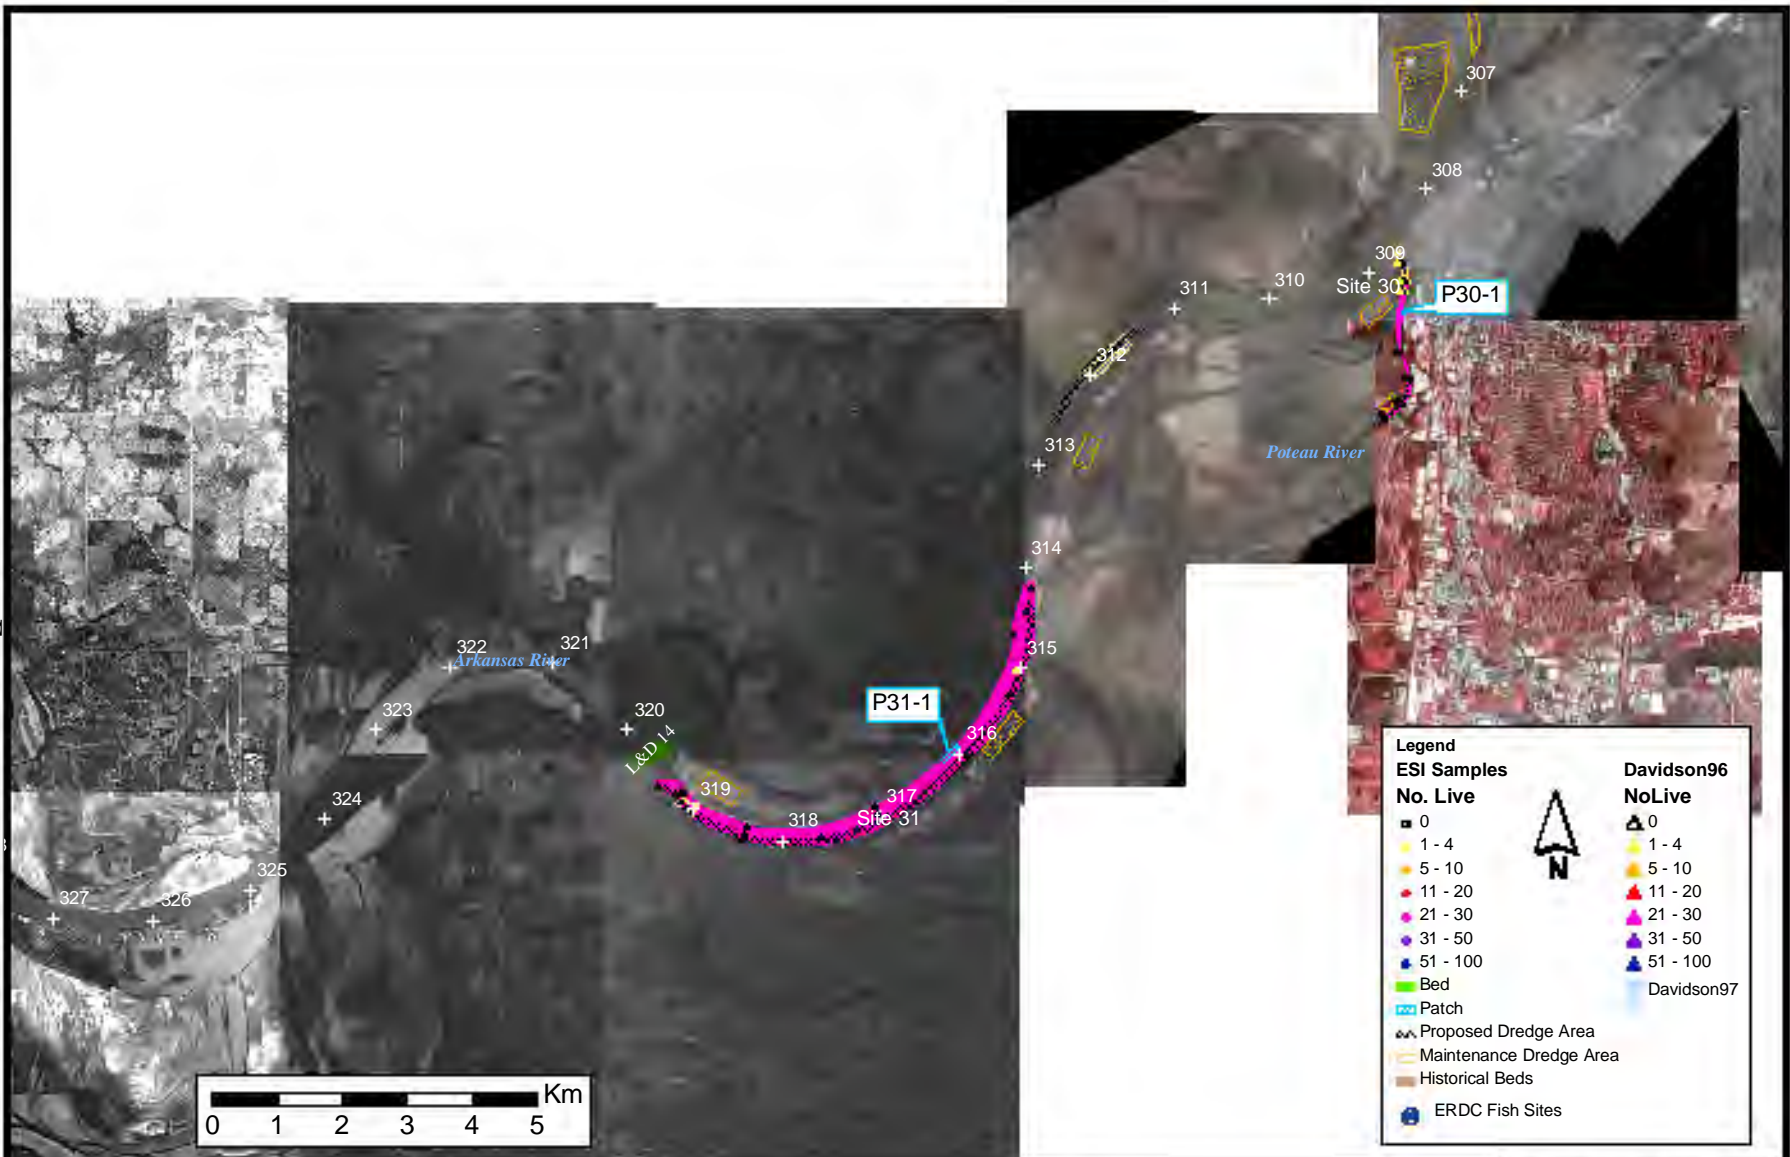 307
308
309
Site 30
P30-1
310
311
312
313
Poteau River
314
315
P31-1
316
317
Site 31
318
319
L&D 14
320
321
322
Arkansas River
323
324
325
326
327
Legend
ESI Samples
No. Live
0
1 - 4
5 - 10
11 - 20
21 - 30
31 - 50
51 - 100
Bed
Patch
Proposed Dredge Area
Maintenance Dredge Area
Historical Beds
ERDC Fish Sites
N
Davidson96
NoLive
0
1 - 4
5 - 10
11 - 20
21 - 30
31 - 50
51 - 100
Davidson97
Km
0 1 2 3 4 5